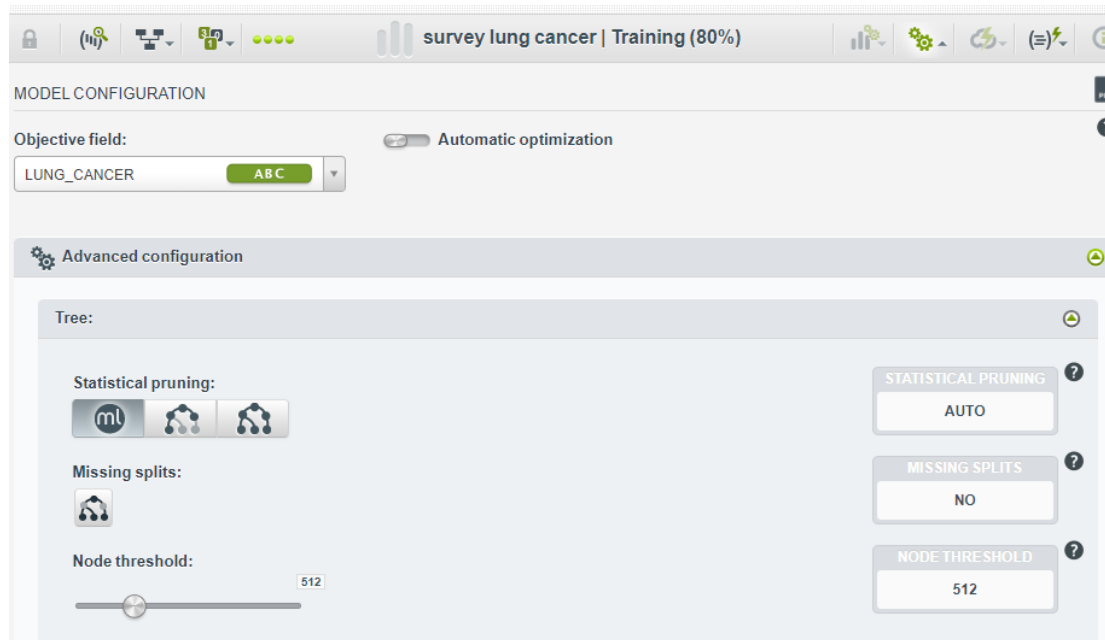 survey lung cancer | Training (80%)
MODEL CONFIGURATION
Objective field:
Automatic optimization
LUNG_CANCER ABC
Advanced configuration
Tree:
Statistical pruning:
STATISTICAL PRUNING
AUTO
ml
Missing splits:
MISSING SPLITS
NO
Node threshold:
512
NODE THRESHOLD
512